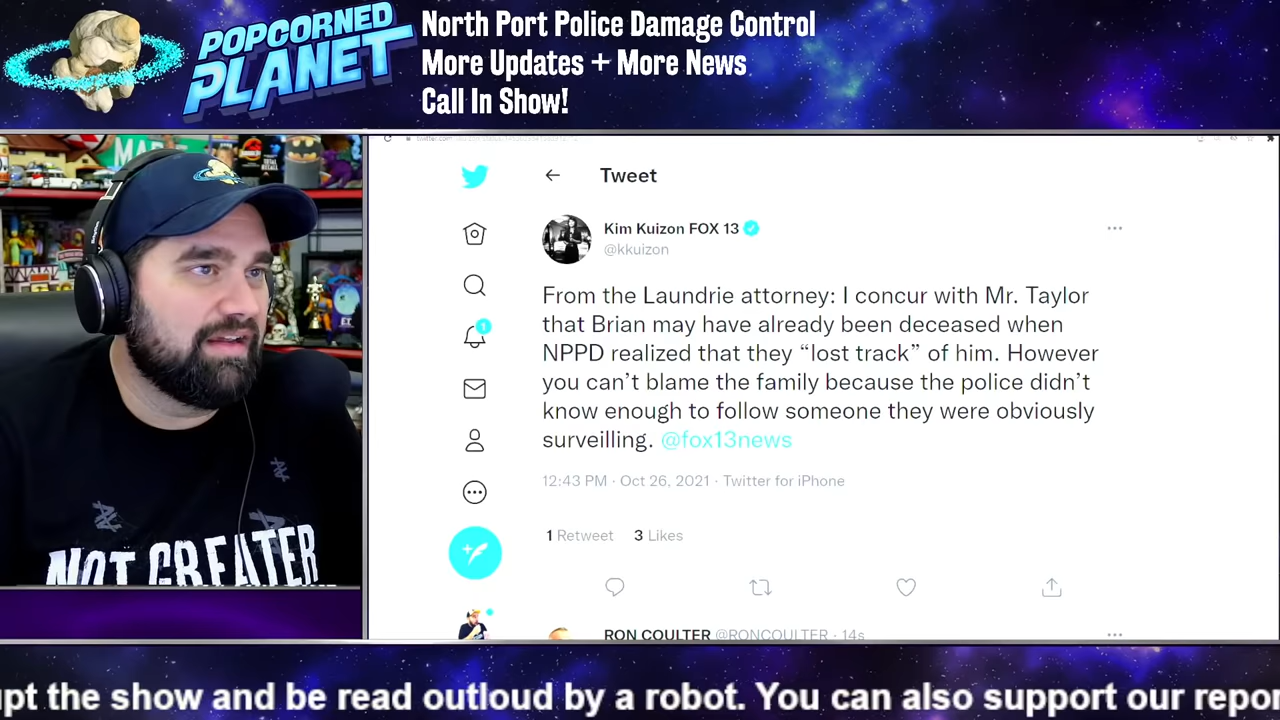 POPCORNED
PLANET
North Port Police Damage Control
More Updates + More News
Call In Show!
MAR
Tweet
Kim Kuizon FOX 13
@kkuizon
From the Laundrie attorney: I concur with Mr. Taylor
that Brian may have already been deceased when
NPPD realized that they “lost track” of him. However
you can’t blame the family because the police didn’t
know enough to follow someone they were obviously
surveilling. @fox13news
12:43 PM · Oct 26, 2021 · Twitter for iPhone
1 Retweet 3 Likes
RON COULTER @RONCOULTER · 14s
1
NOT GREATER
upt the show and be read outloud by a robot. You can also support our repor